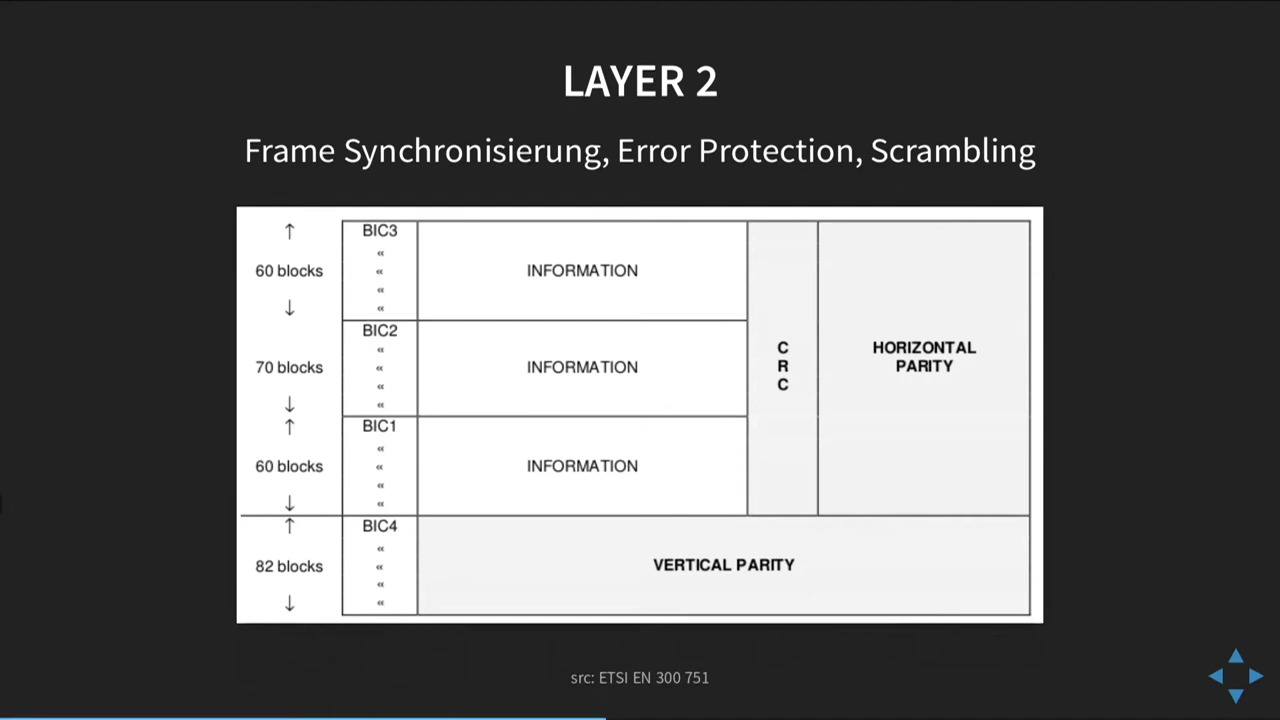 LAYER 2
Frame Synchronisierung, Error Protection, Scrambling
↑
60 blocks
↓
BIC3
«
«
«
«
INFORMATION
70 blocks
↓
BIC2
«
«
«
«
INFORMATION
↑
60 blocks
↓
BIC1
«
«
«
«
INFORMATION
C
R
C
HORIZONTAL
PARITY
↑
82 blocks
↓
BIC4
«
«
«
«
VERTICAL PARITY
src: ETSI EN 300 751